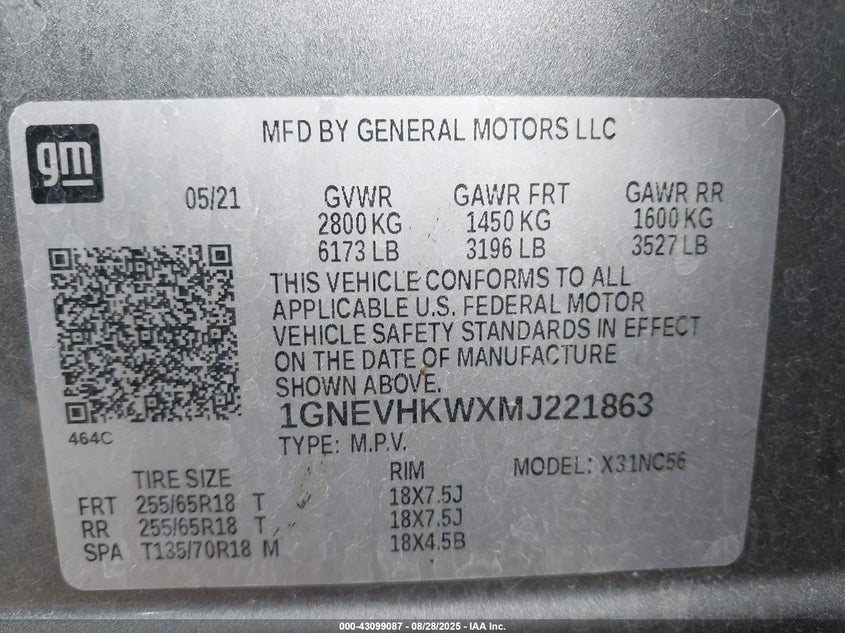 gm
MFD BY GENERAL MOTORS LLC
05/21 GVWR GAWR FRT GAWR RR
2800 KG 1450 KG 1600 KG
6173 LB 3196 LB 3527 LB
THIS VEHICLE CONFORMS TO ALL
APPLICABLE U.S. FEDERAL MOTOR
VEHICLE SAFETY STANDARDS IN EFFECT
ON THE DATE OF MANUFACTURE
SHOWN ABOVE.
1GNEVHKWXMJ221863
464C
TYPE: M.P.V.
MODEL: X31NC56
TIRE SIZE RIM
FRT 255/65R18 T 18X7.5J
RR 255/65R18 T 18X7.5J
SPA T135/70R18 M 18X4.5B
000-43099087 - 08/28/2025 - IAA Inc.